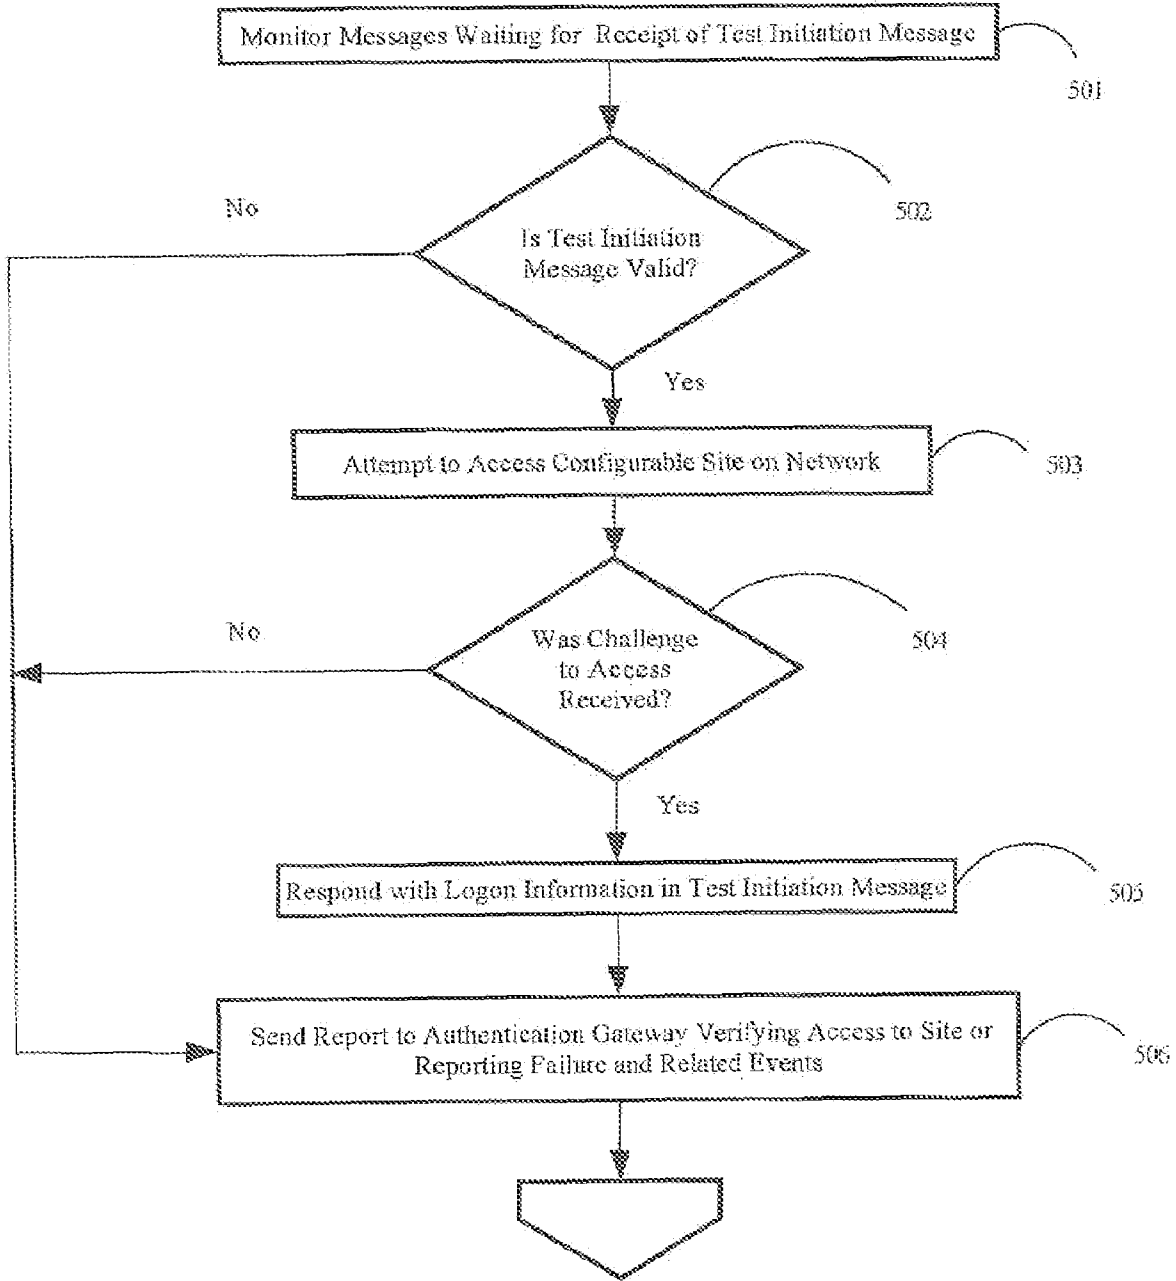 Monitor Messages Waiting for Receipt of Test Initiation Message
501
No
502
Is Test Initiation
Message Valid?
Yes
Attempt to Access Configurable Site on Network
503
No
Was Challenge
to Access
Received?
504
Yes
Respond with Logon Information in Test Initiation Message
505
Send Report to Authentication Gateway Verifying Access to Site or
Reporting Failure and Related Events
506